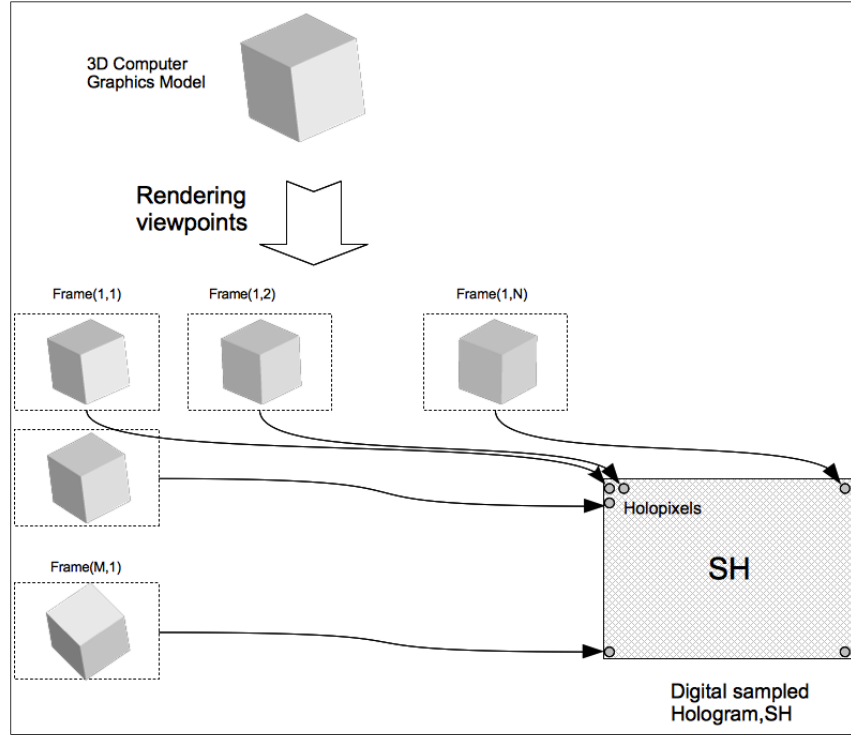 3D Computer
Graphics Model
Rendering
viewpoints
Frame(1,1)
Frame(1,2)
Frame(1,N)
Holopixels
SH
Frame(M,1)
Digital sampled
Hologram,SH